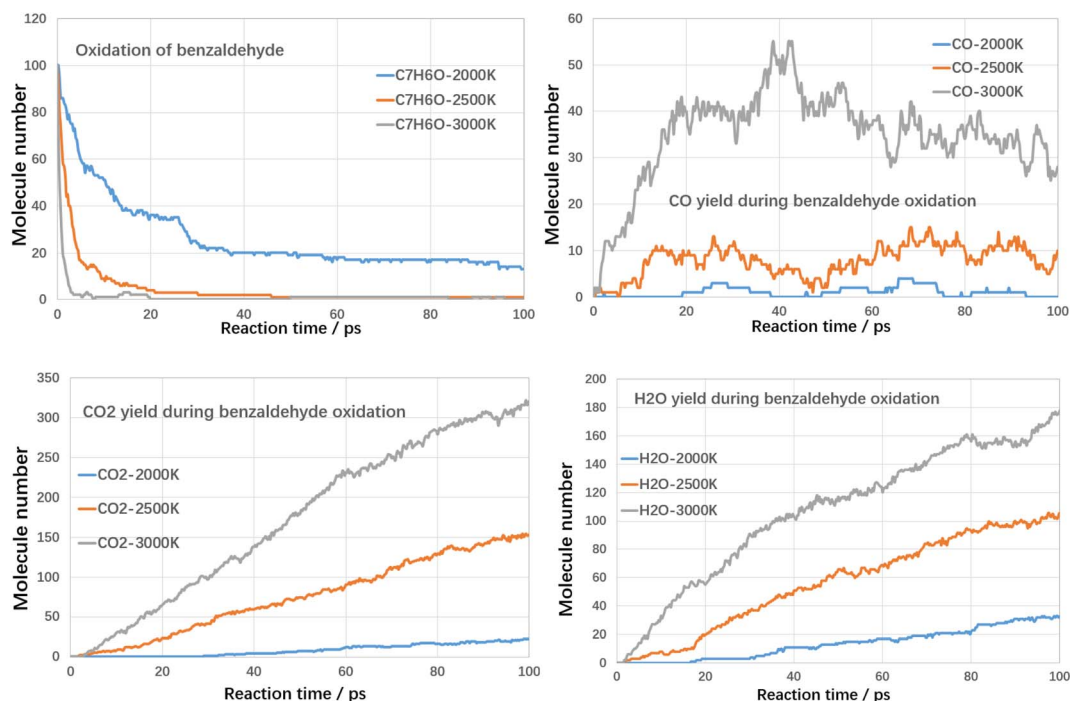 Oxidation of benzaldehyde
C7H6O-2000K
C7H6O-2500K
C7H6O-3000K
Molecule number
120
100
80
60
40
20
0
0 20 40 60 80 100
Reaction time / ps
CO-2000K
CO-2500K
CO-3000K
CO yield during benzaldehyde oxidation
Molecule number
60
50
40
30
20
10
0
0 20 40 60 80 100
Reaction time / ps
CO2 yield during benzaldehyde oxidation
CO2-2000K
CO2-2500K
CO2-3000K
Molecule number
350
300
250
200
150
100
50
0
0 20 40 60 80 100
Reaction time / ps
H2O yield during benzaldehyde oxidation
H2O-2000K
H2O-2500K
H2O-3000K
Molecule number
200
180
160
140
120
100
80
60
40
20
0
0 20 40 60 80 100
Reaction time / ps